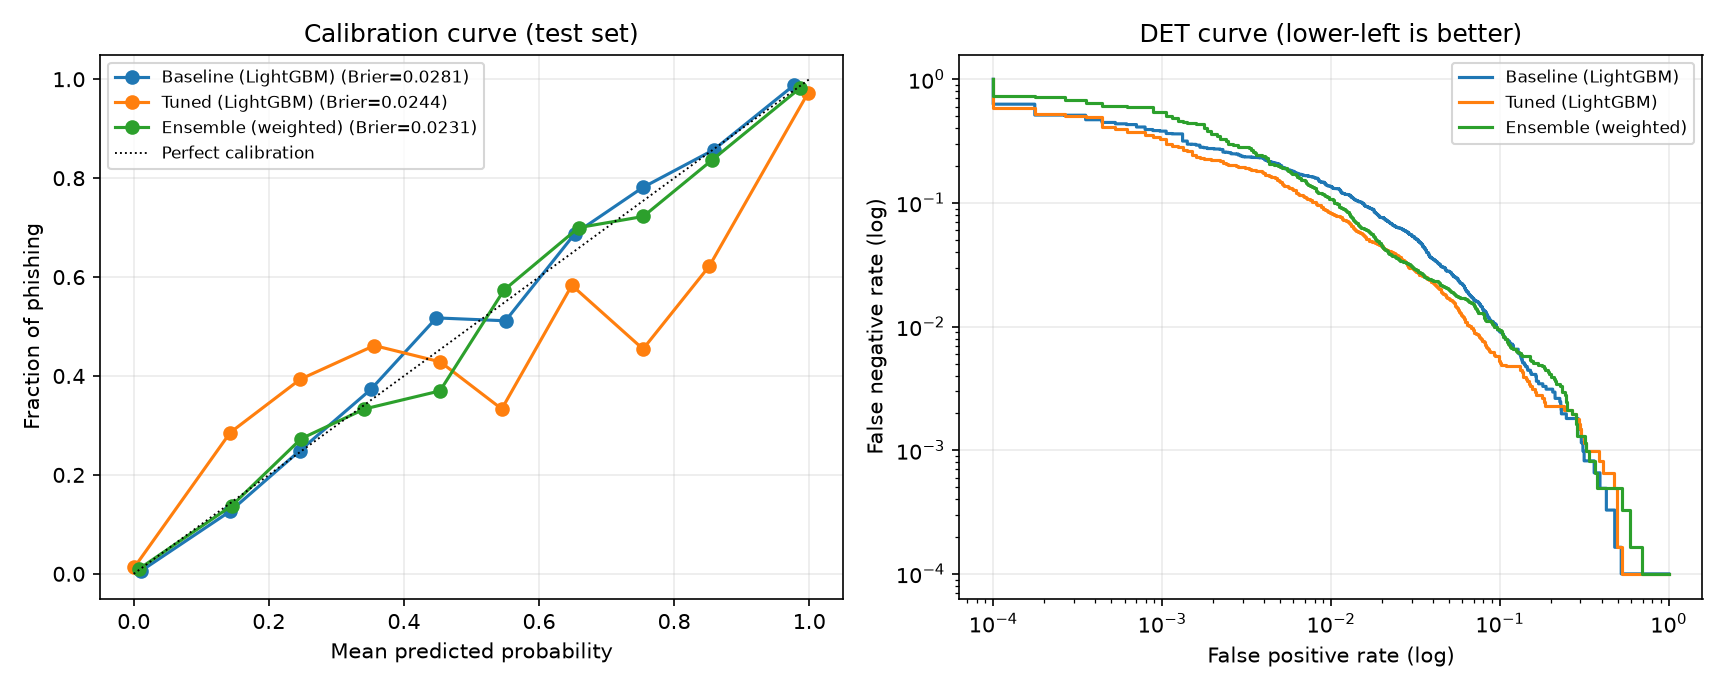 Calibration curve (test set)
Baseline (LightGBM) (Brier=0.0281)
Tuned (LightGBM) (Brier=0.0244)
Ensemble (weighted) (Brier=0.0231)
Perfect calibration
Fraction of phishing
1.0
0.8
0.6
0.4
0.2
0.0
0.0 0.2 0.4 0.6 0.8 1.0
Mean predicted probability
DET curve (lower-left is better)
Baseline (LightGBM)
Tuned (LightGBM)
Ensemble (weighted)
False negative rate (log)
10⁰
10⁻¹
10⁻²
10⁻³
10⁻⁴
10⁻⁴ 10⁻³ 10⁻² 10⁻¹ 10⁰
False positive rate (log)